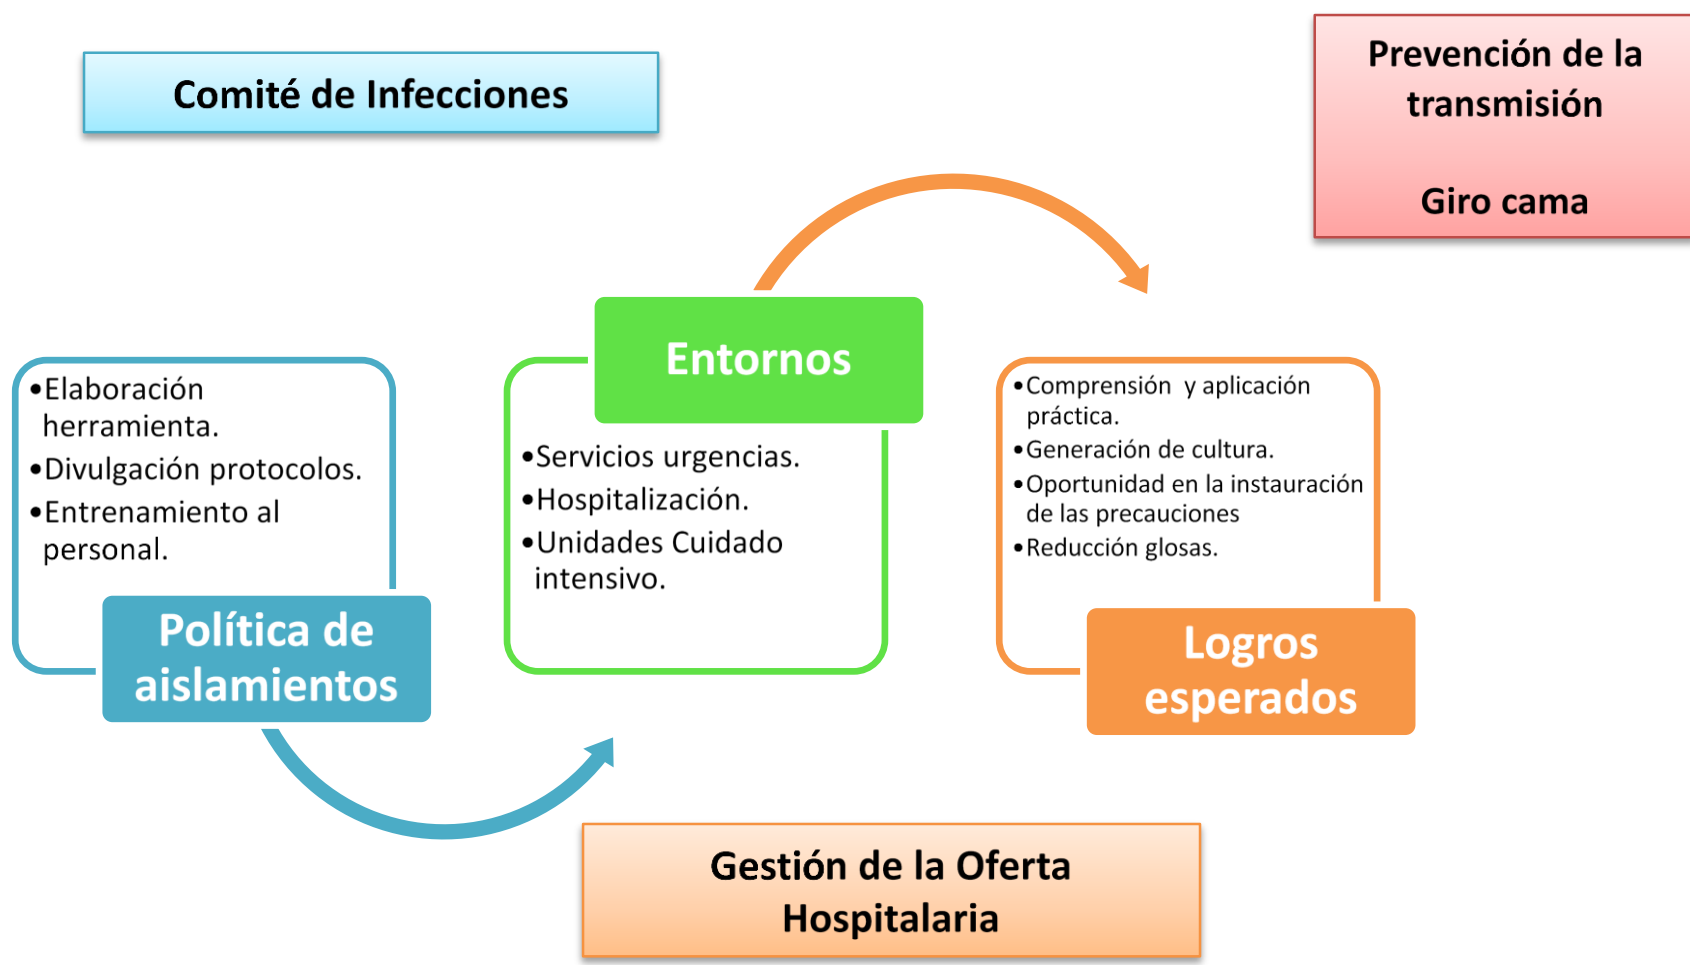 Comité de Infecciones
Prevención de la
transmisión
Giro cama
•Elaboración
herramienta.
•Divulgación protocolos.
•Entrenamiento al
personal.
Política de
aislamientos
Entornos
•Servicios urgencias.
•Hospitalización.
•Unidades Cuidado
intensivo.
•Comprensión y aplicación
práctica.
•Generación de cultura.
•Oportunidad en la instauración
de las precauciones
•Reducción glosas.
Logros
esperados
Gestión de la Oferta
Hospitalaria